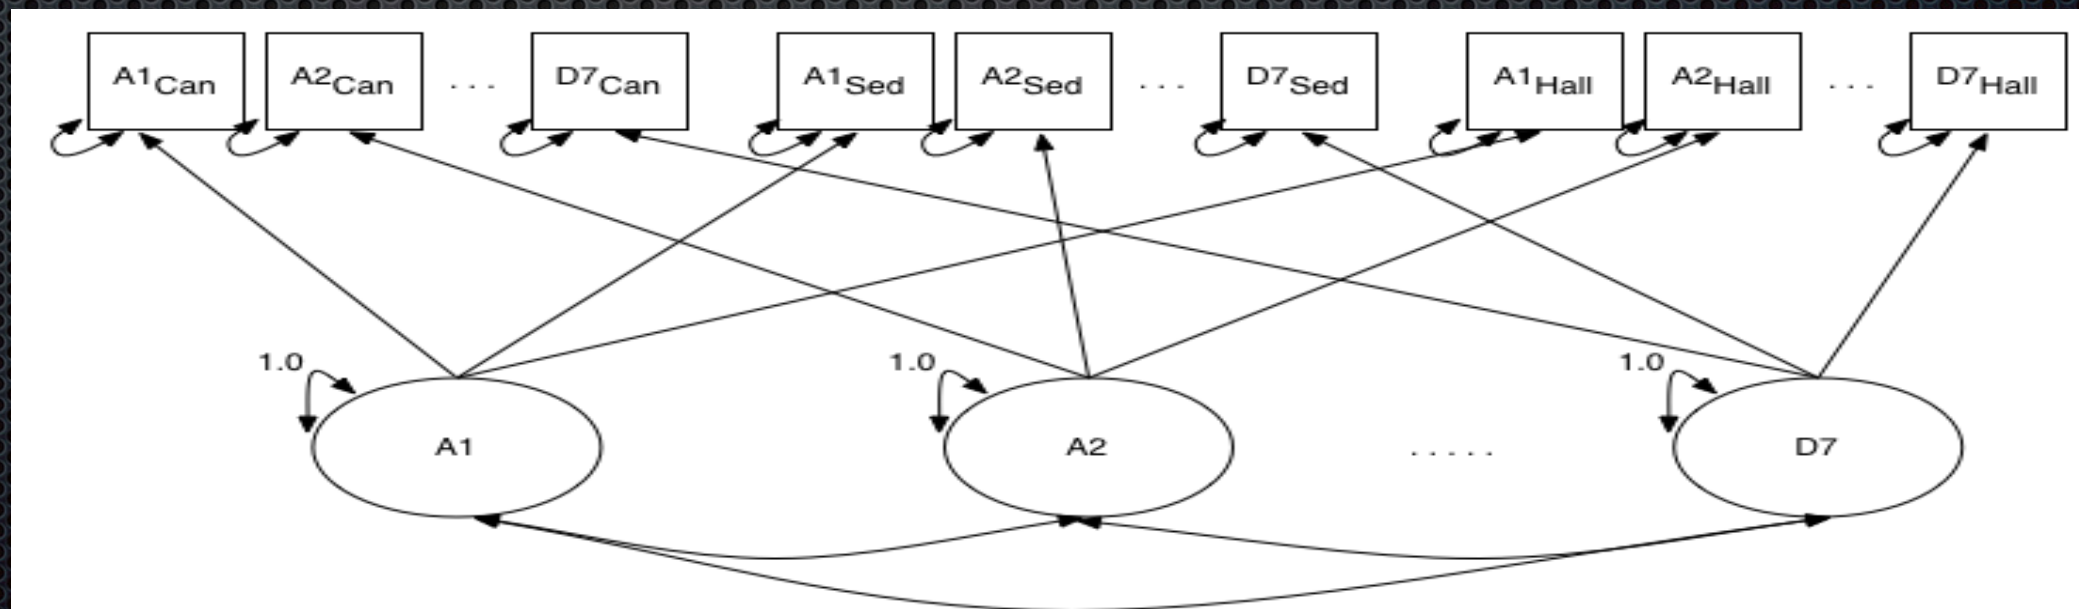 A1Can A2Can . . . D7Can A1Sed A2Sed . . . D7Sed A1Hall A2Hall . . . D7Hall
1.0 1.0 1.0
A1 A2 . . . . . D7